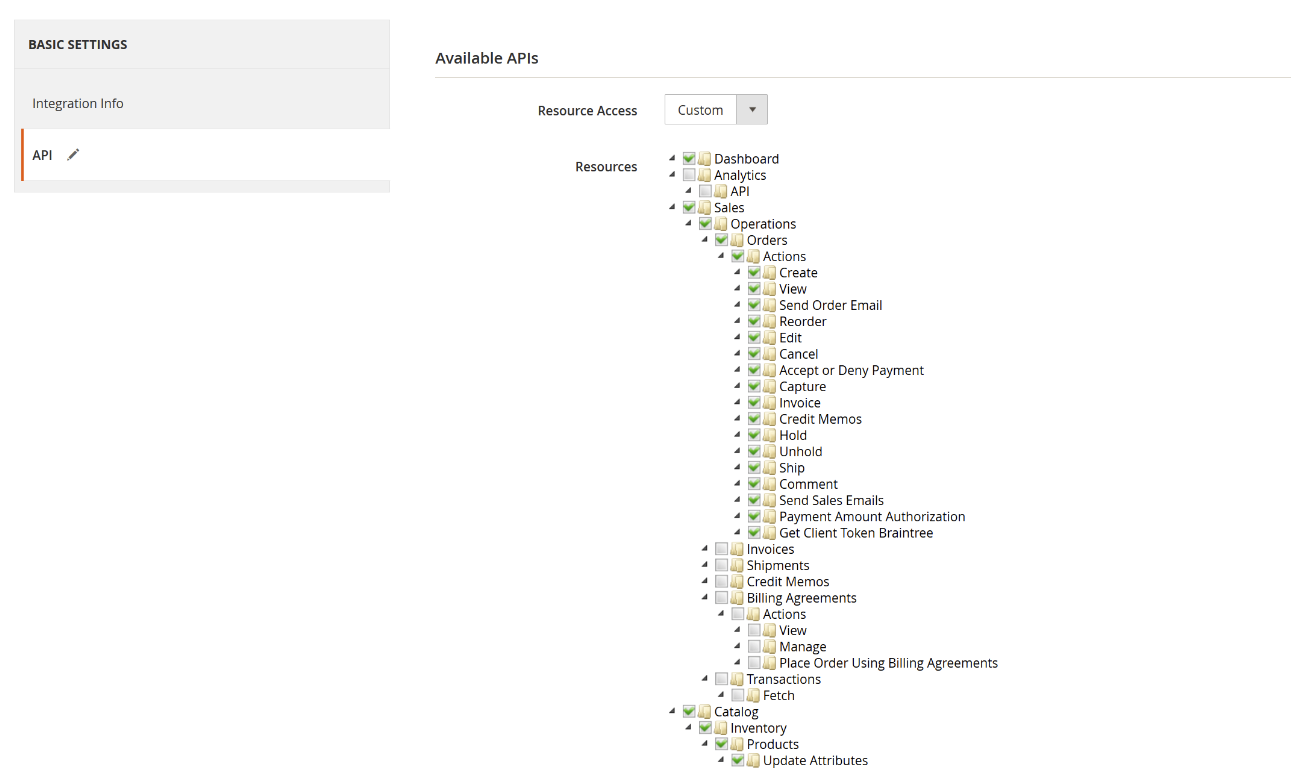 BASIC SETTINGS
Integration Info
API
Available APIs
Resource Access
Custom
Resources
Dashboard
Analytics
API
Sales
Operations
Orders
Actions
Create
View
Send Order Email
Reorder
Edit
Cancel
Accept or Deny Payment
Capture
Invoice
Credit Memos
Hold
Unhold
Ship
Comment
Send Sales Emails
Payment Amount Authorization
Get Client Token Braintree
Invoices
Shipments
Credit Memos
Billing Agreements
Actions
View
Manage
Place Order Using Billing Agreements
Transactions
Fetch
Catalog
Inventory
Products
Update Attributes